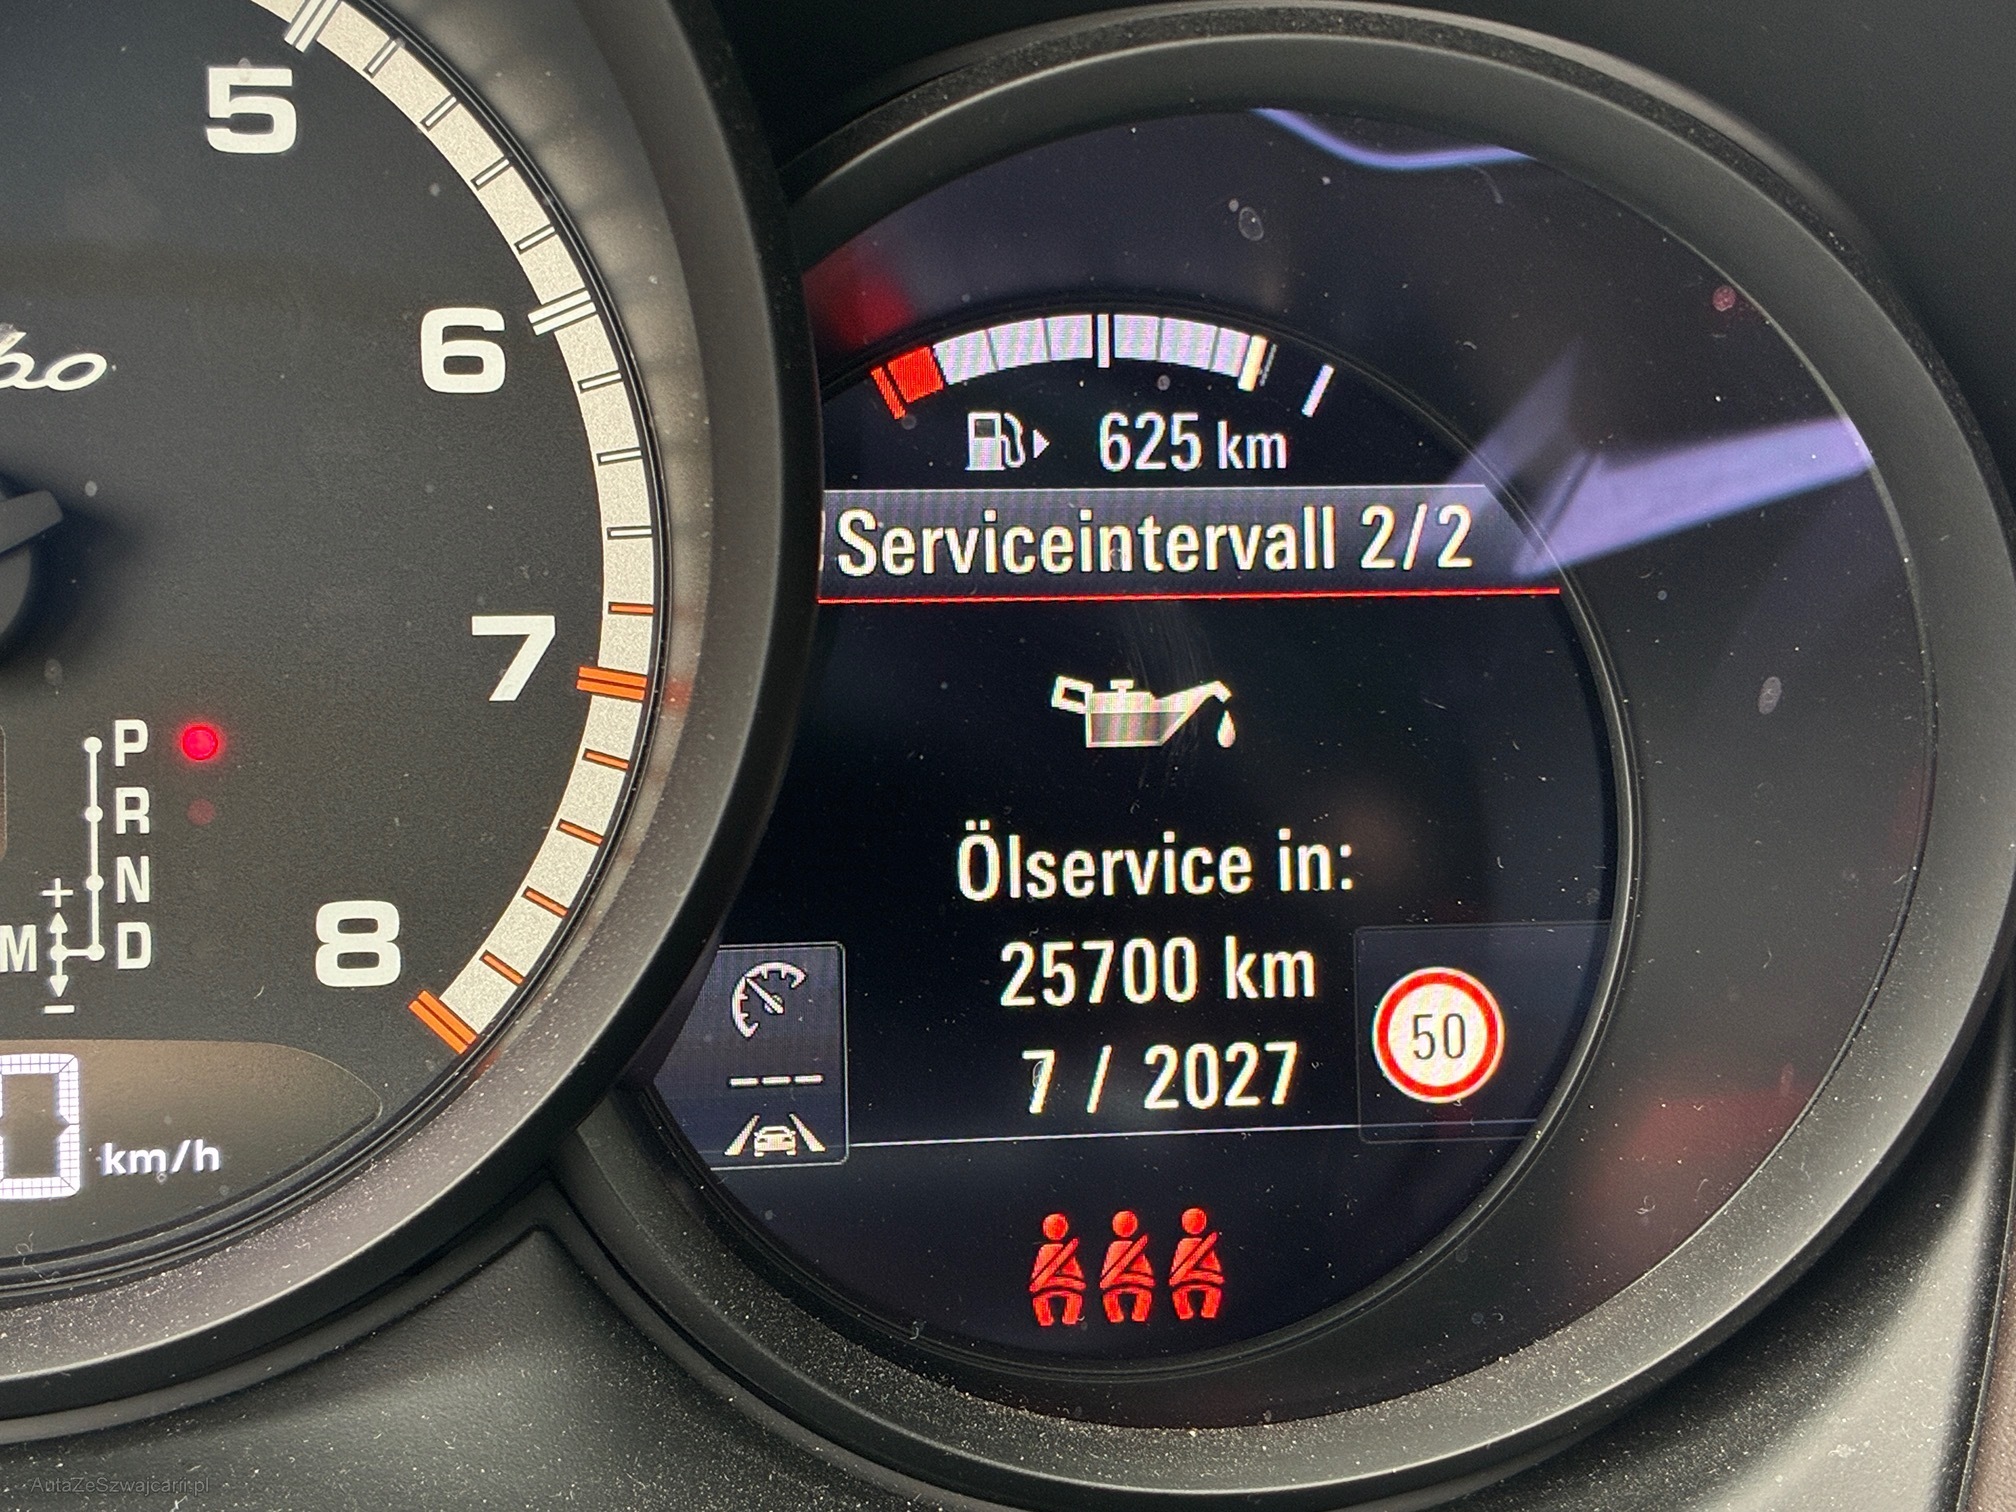 5
6
7
8
P
R
N
D
M
+
-
km/h
625 km
Serviceintervall 2/2
Ölservice in:
25700 km
7 / 2027
50
AutaZeSzwajcarii.pl